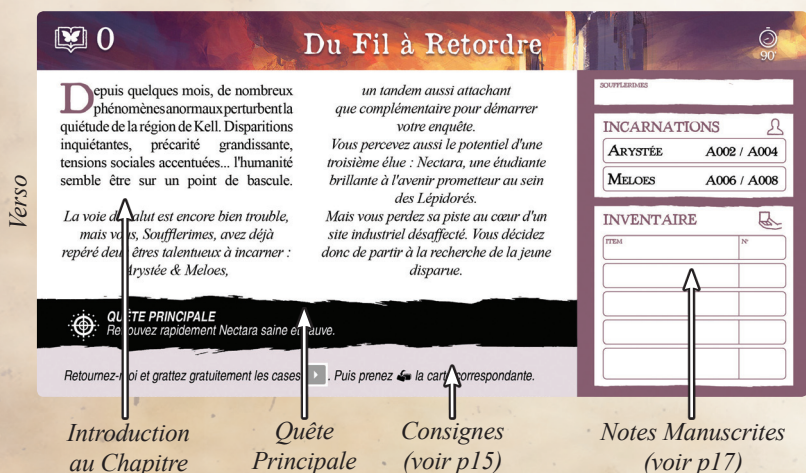 0
Du Fil à Retordre
90'
Depuis quelques mois, de nombreux
phénomènes anormaux perturbent la
quiétude de la région de Kell. Disparitions
inquiétantes, précarité grandissante,
tensions sociales accentuées... l'humanité
semble être sur un point de bascule.
La voie de salut est encore bien trouble,
mais vous, Soufflerimes, avez déjà
repéré deux êtres talentueux à incarner :
Arystée & Meloes,
un tandem aussi attachant
que complémentaire pour démarrer
votre enquête.
Vous percevez aussi le potentiel d'une
troisième élue : Nectara, une étudiante
brillante à l'avenir prometteur au sein
des Lépidorés.
Mais vous perdez sa piste au cœur d'un
site industriel désaffecté. Vous décidez
donc de partir à la recherche de la jeune
disparue.
QUÊTE PRINCIPALE
Retrouvez rapidement Nectara saine et sauve.
Retournez-moi et grattez gratuitement les cases . Puis prenez la carte correspondante.
SOUFFLERIMES
INCARNATIONS
ARYSTÉE A002 / A004
MELOES A006 / A008
INVENTAIRE
ITEM N°
Verso
Introduction
au Chapitre
Quête
Principale
Consignes
(voir p15)
Notes Manuscrites
(voir p17)